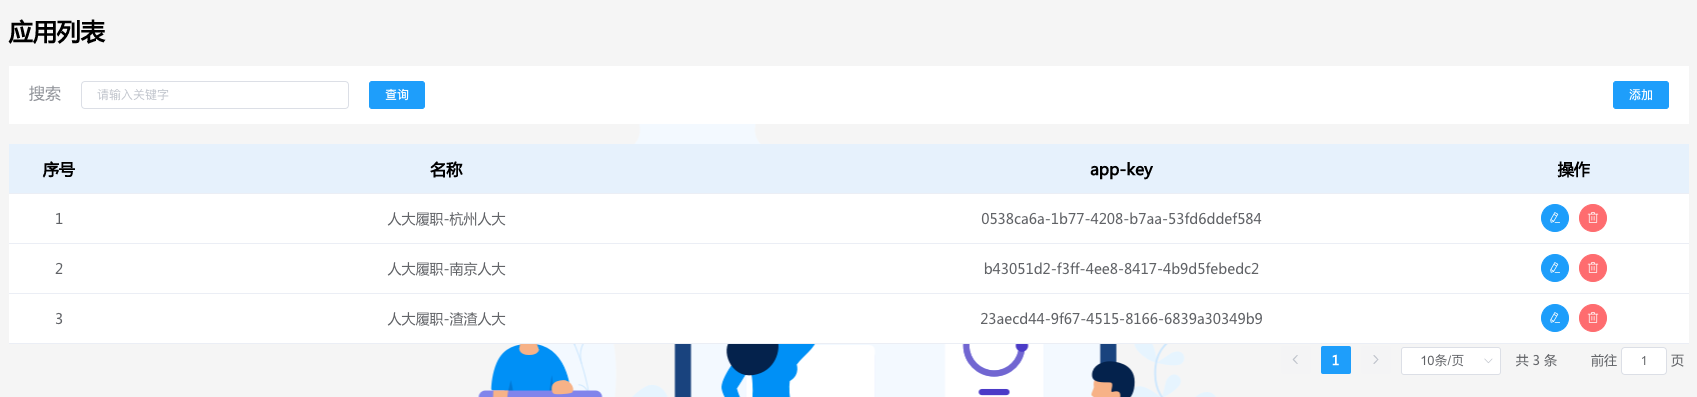 应用列表
搜索 请输入关键字 查询 添加
序号 名称 app-key 操作
1 人大履职-杭州人大 0538ca6a-1b77-4208-b7aa-53fd6ddef584
2 人大履职-南京人大 b43051d2-f3ff-4ee8-8417-4b9d5febedc2
3 人大履职-渣渣人大 23aecd44-9f67-4515-8166-6839a30349b9
1 10条/页 共 3 条 前往 1 页